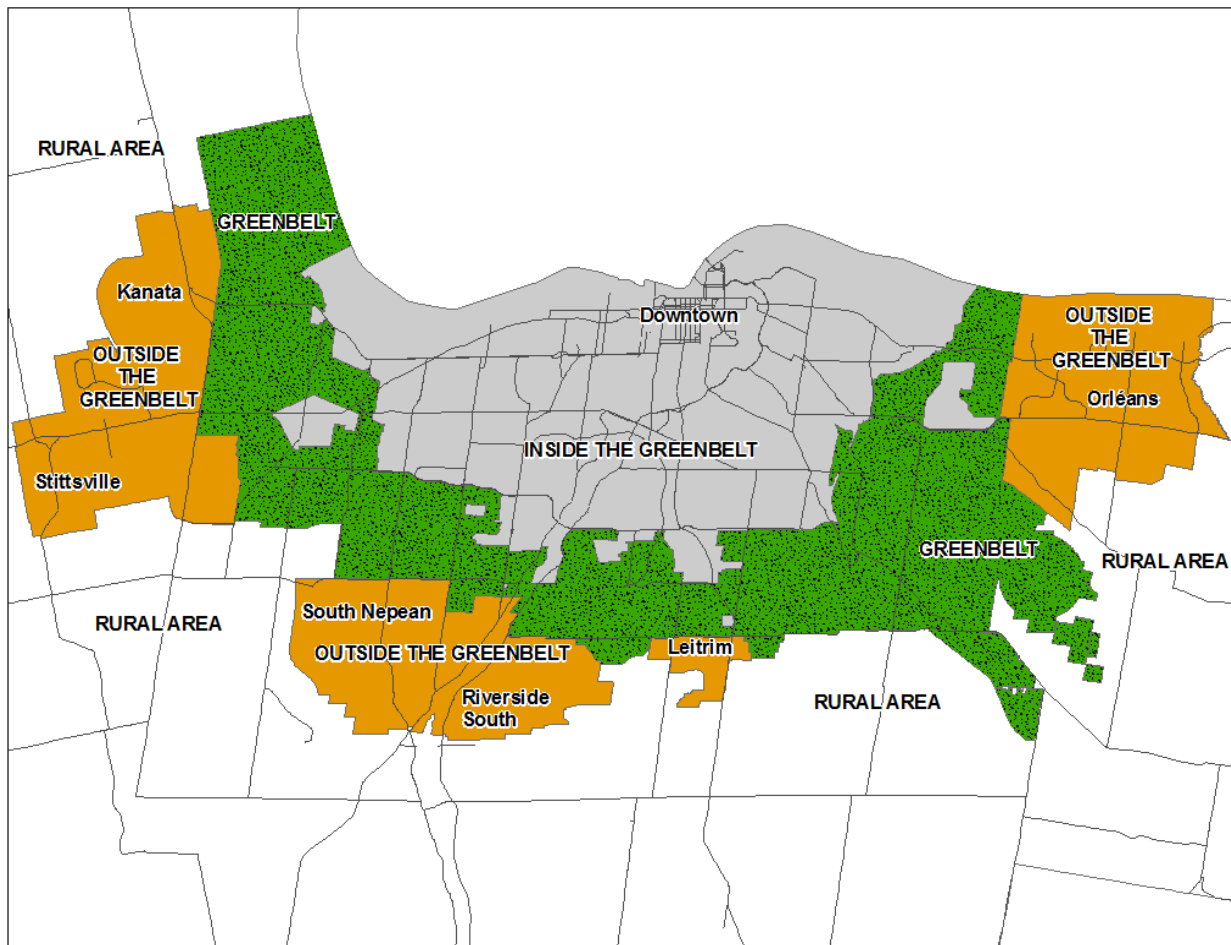 RURAL AREA
GREENBELT
Kanata
Downtown
OUTSIDE
THE
GREENBELT
Orléans
OUTSIDE
THE
GREENBELT
INSIDE THE GREENBELT
Stittsville
GREENBELT
RURAL AREA
South Nepean
RURAL AREA
OUTSIDE THE GREENBELT
Leitrim
Riverside
South
RURAL AREA